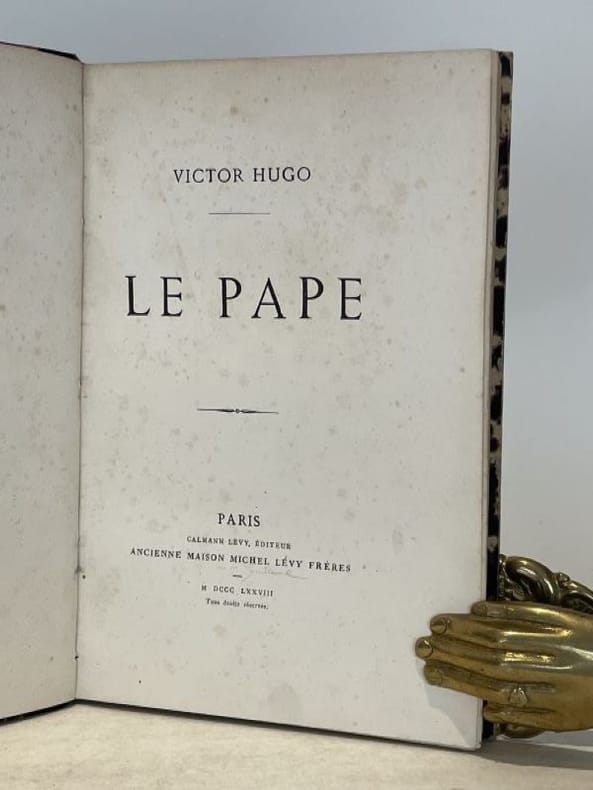 VICTOR HUGO
LE PAPE
PARIS
CALMANN LÉVY, ÉDITEUR
ANCIENNE MAISON MICHEL LÉVY FRÈRES
M DCCC LXXVIII
Tous droits réservés.